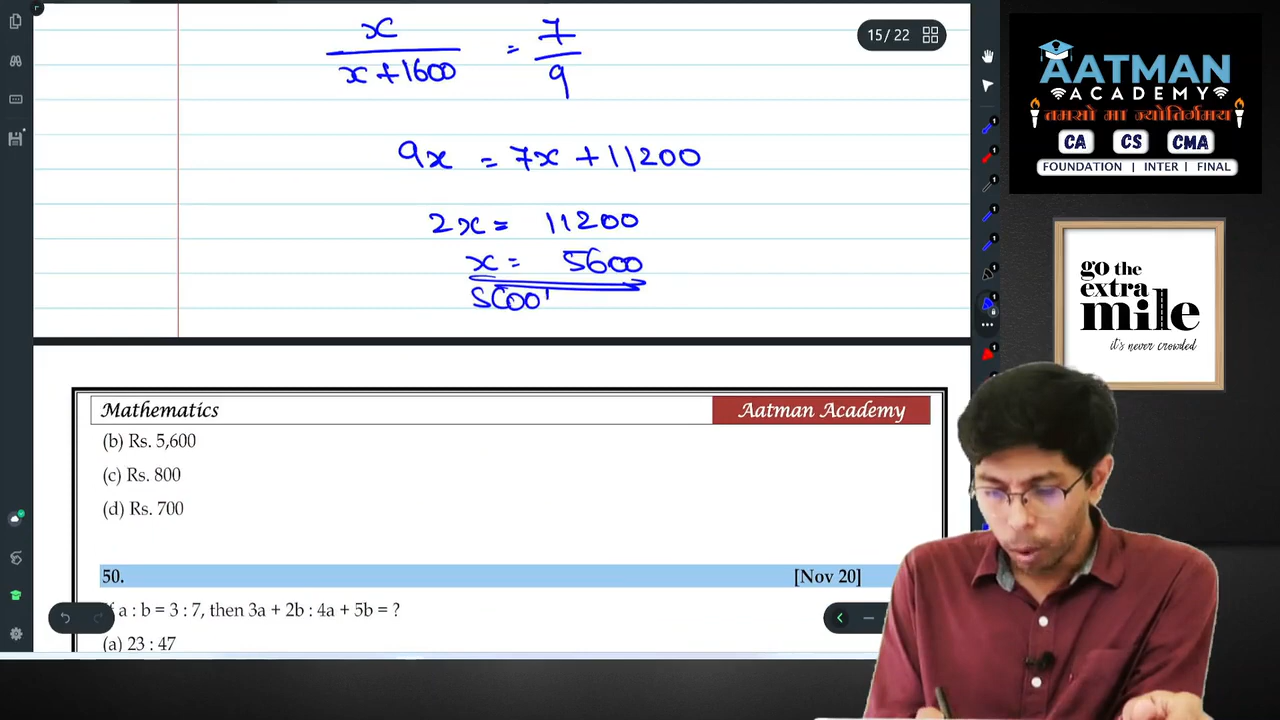 x
x + 1600
= 7
9
15 / 22
9x = 7x + 11200
2x = 11200
x = 5600
AATMAN
ACADEMY
तमसो मा ज्योतिर्गमय
CA CS CMA
FOUNDATION | INTER | FINAL
go the
extra
mile
it's never crowded
Mathematics Aatman Academy
(b) Rs. 5,600
(c) Rs. 800
(d) Rs. 700
50. [Nov 20]
a : b = 3 : 7, then 3a + 2b : 4a + 5b = ?
(a) 23 : 47